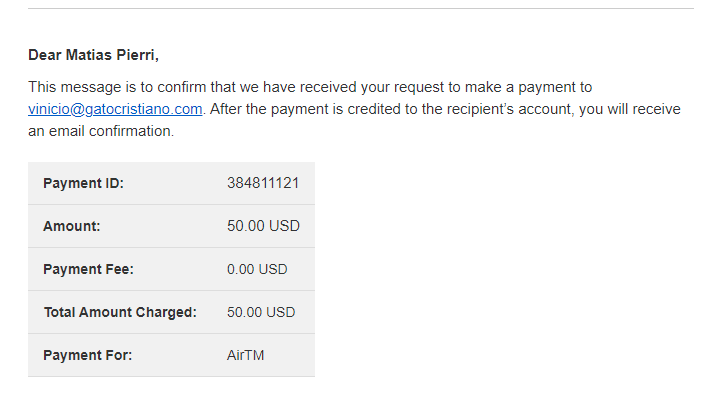 Dear Matias Pierri,
This message is to confirm that we have received your request to make a payment to
vinicio@gatocristiano.com. After the payment is credited to the recipient's account, you will receive
an email confirmation.
Payment ID: 384811121
Amount: 50.00 USD
Payment Fee: 0.00 USD
Total Amount Charged: 50.00 USD
Payment For: AirTM